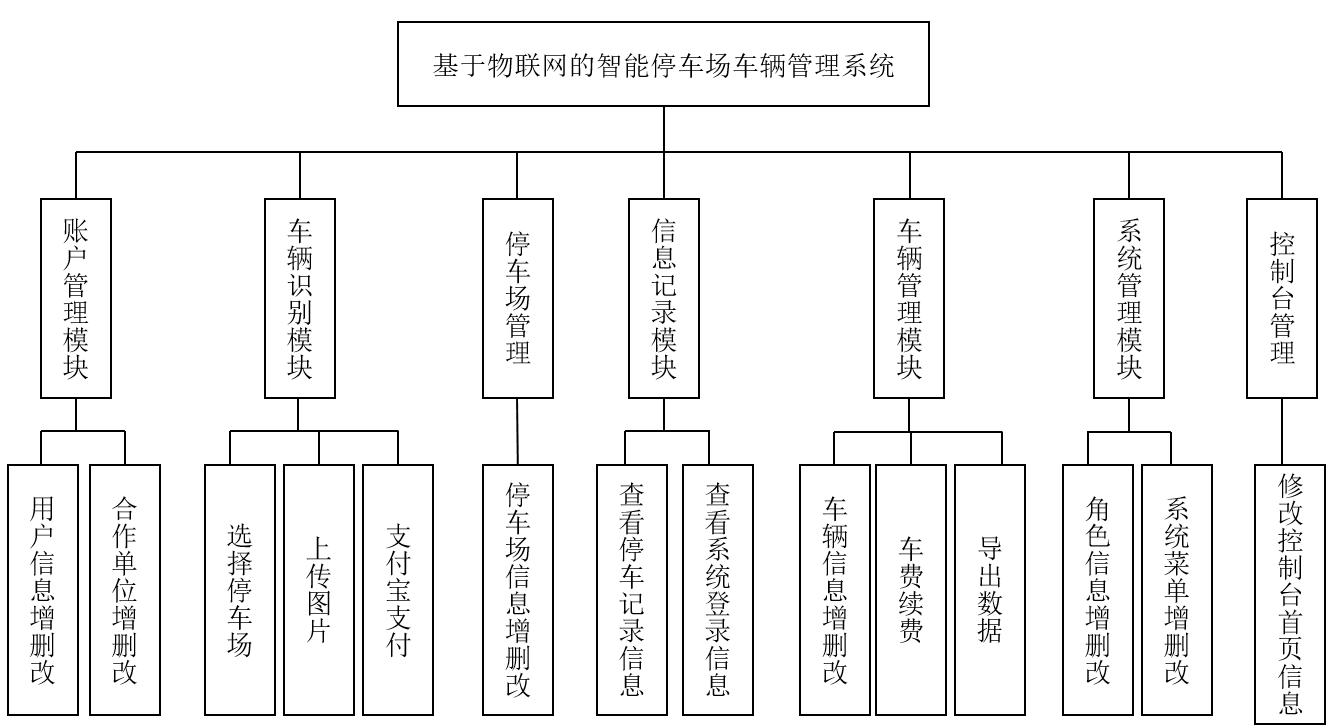 基于物联网的智能停车场车辆管理系统
账户管理模块
车辆识别模块
停车场管理
信息记录模块
车辆管理模块
系统管理模块
控制台管理
用户信息增删改
合作单位增删改
选择停车场
上传图片
支付宝支付
停车场信息增删改
查看停车记录信息
查看系统登录信息
车辆信息增删改
车费续费
导出数据
角色信息增删改
系统菜单增删改
修改控制台首页信息